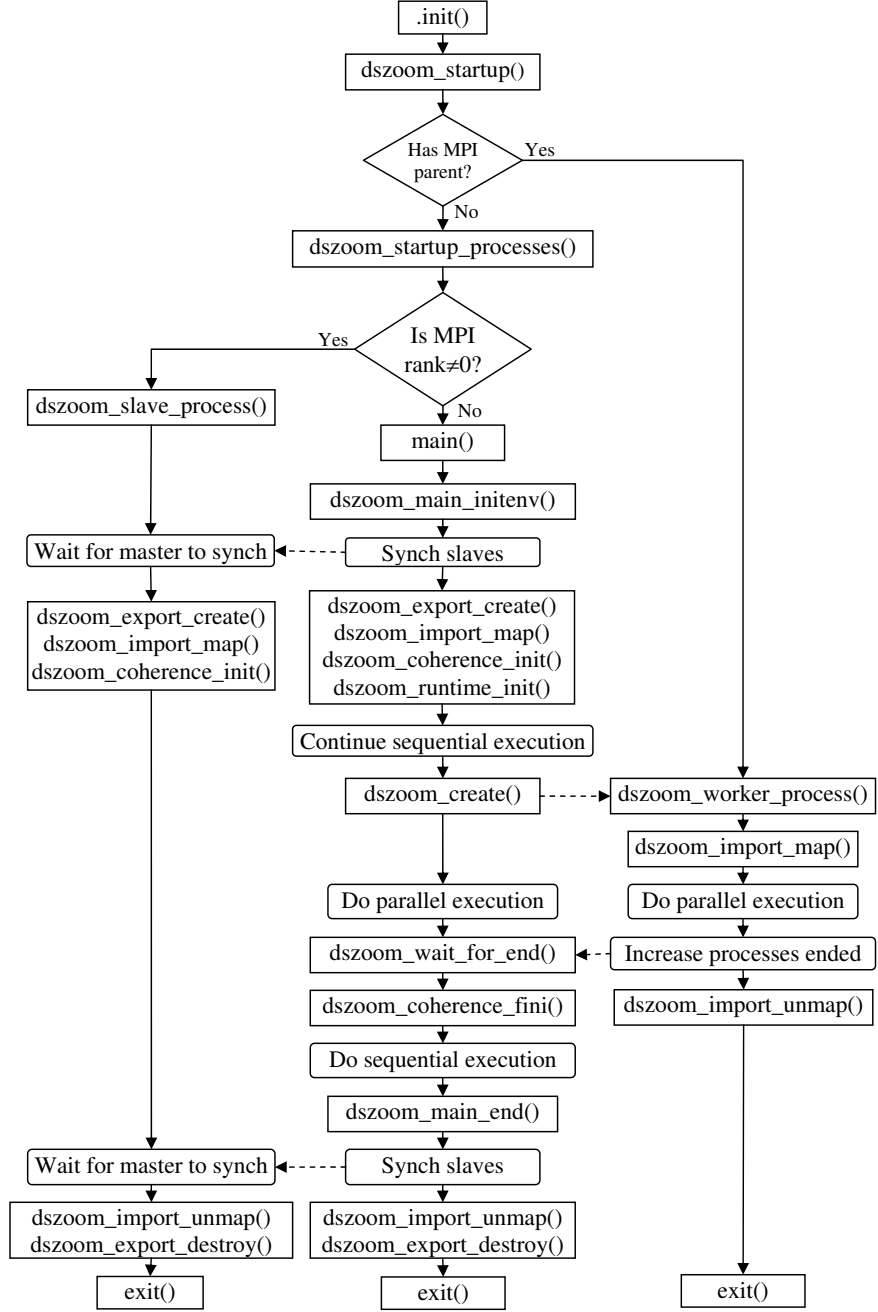 .init()
dszoom_startup()
Has MPI
parent?
Yes
No
dszoom_startup_processes()
Is MPI
rank≠0?
Yes
No
dszoom_slave_process()
main()
dszoom_main_initenv()
Wait for master to synch
Synch slaves
dszoom_export_create()
dszoom_import_map()
dszoom_coherence_init()
dszoom_export_create()
dszoom_import_map()
dszoom_coherence_init()
dszoom_runtime_init()
Continue sequential execution
dszoom_create()
dszoom_worker_process()
dszoom_import_map()
Do parallel execution
Do parallel execution
dszoom_wait_for_end()
Increase processes ended
dszoom_coherence_fini()
dszoom_import_unmap()
Do sequential execution
dszoom_main_end()
Wait for master to synch
Synch slaves
dszoom_import_unmap()
dszoom_export_destroy()
dszoom_import_unmap()
dszoom_export_destroy()
exit()
exit()
exit()